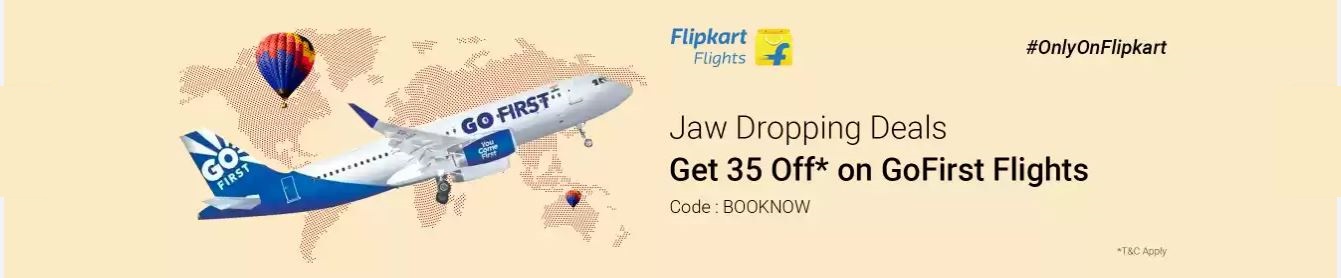 Flipkart
Flights
#OnlyOnFlipkart
GO FIRST
GO
FIRST
You
Come
First
Jaw Dropping Deals
Get 35 Off* on GoFirst Flights
Code : BOOKNOW
*T&C Apply